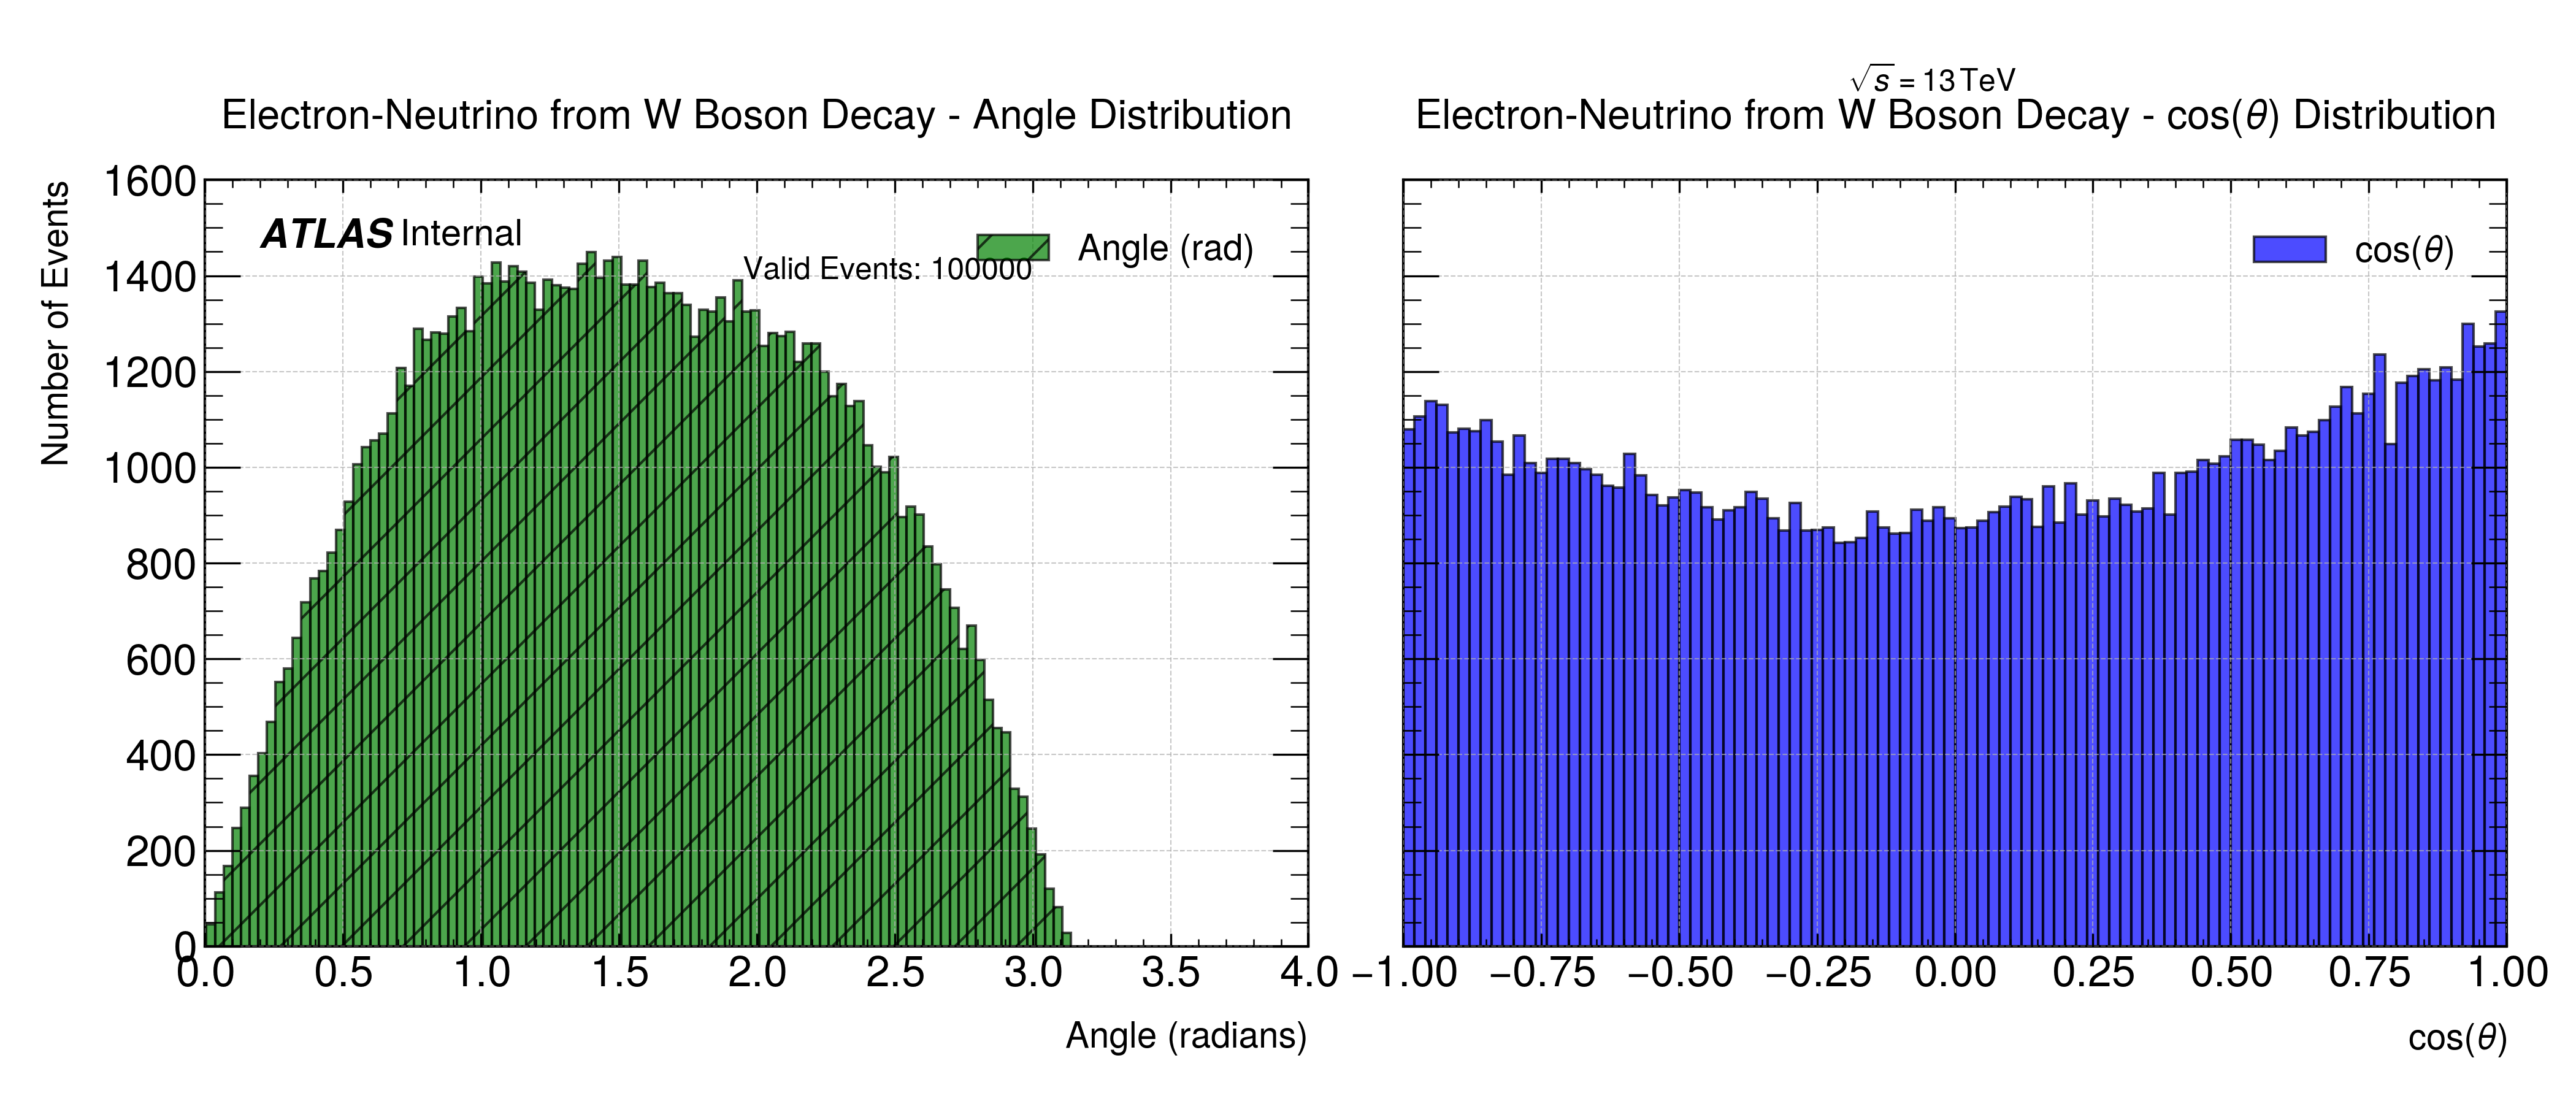 √s = 13 TeV
Electron-Neutrino from W Boson Decay - Angle Distribution
Electron-Neutrino from W Boson Decay - cos(θ) Distribution
Number of Events
1600
1400
1200
1000
800
600
400
200
0
ATLAS Internal
Valid Events: 100000
Angle (rad)
cos(θ)
0.0 0.5 1.0 1.5 2.0 2.5 3.0 3.5 4.0
−1.00 −0.75 −0.50 −0.25 0.00 0.25 0.50 0.75 1.00
Angle (radians)
cos(θ)